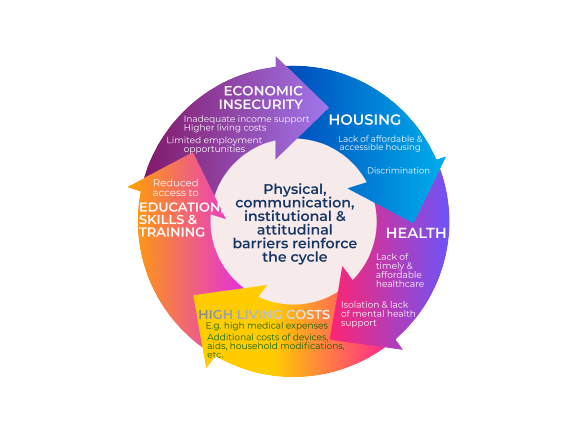 ECONOMIC
INSECURITY
Inadequate income support
Higher living costs
Limited employment
opportunities
HOUSING
Lack of affordable &
accessible housing
Discrimination
HEALTH
Lack of
timely &
affordable
healthcare
Isolation & lack
of mental health
support
HIGH LIVING COSTS
E.g. high medical expenses
Additional costs of devices,
aids, household modifications,
etc.
Reduced
access to
EDUCATION,
SKILLS &
TRAINING
Physical,
communication,
institutional &
attitudinal
barriers reinforce
the cycle